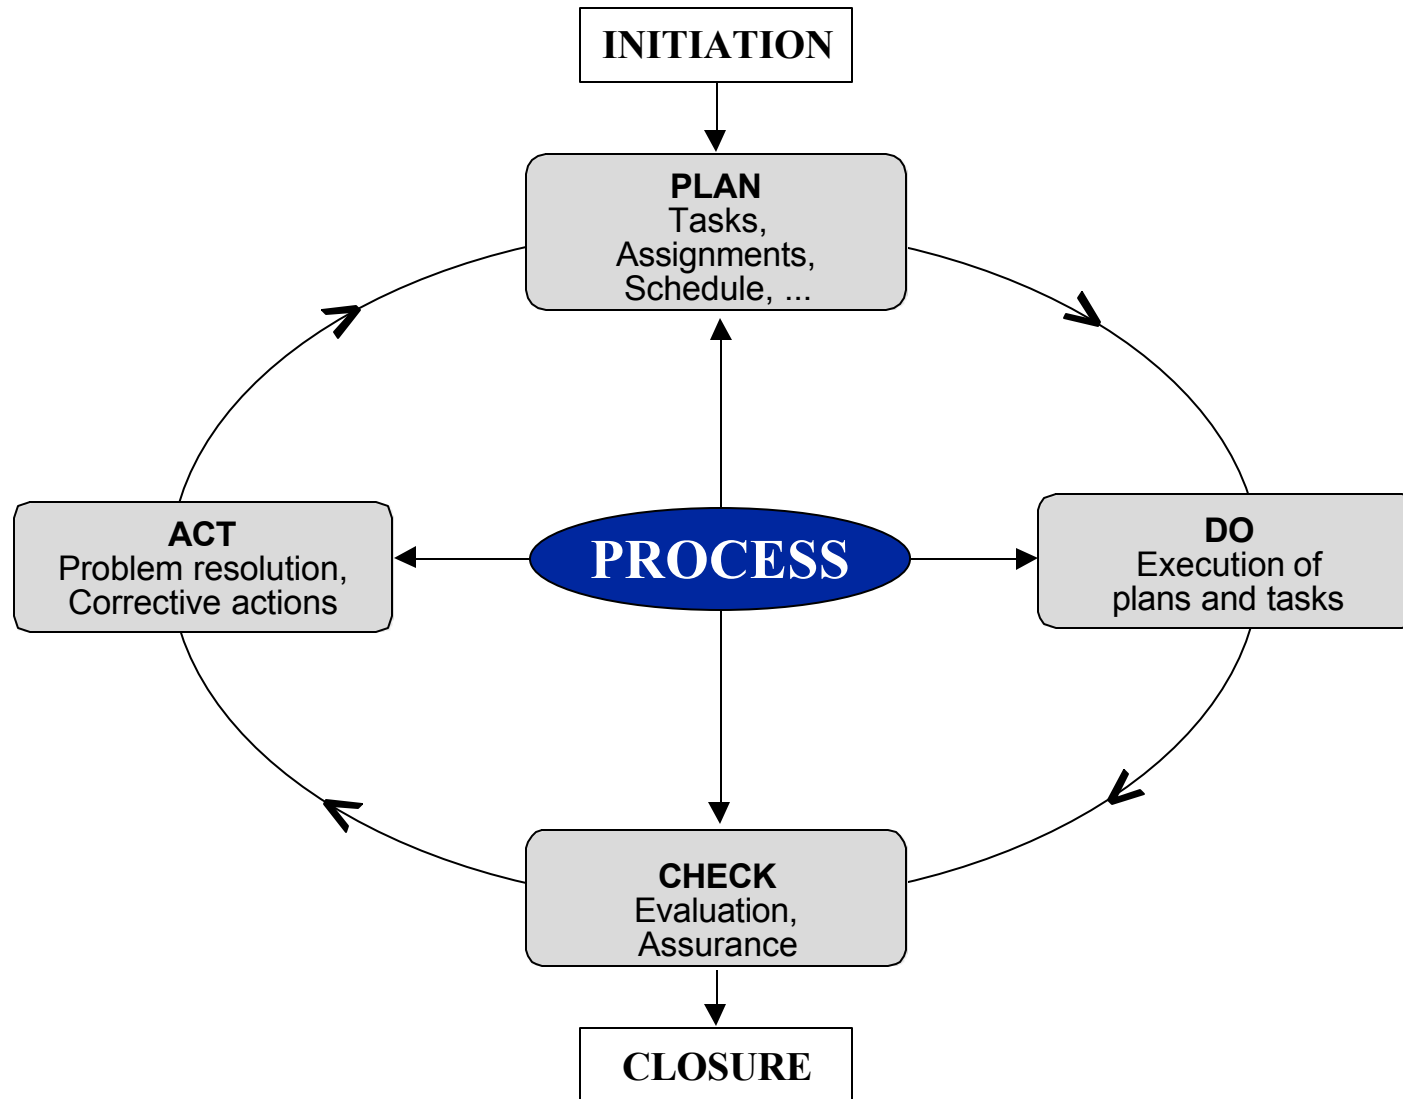 INITIATION
PLAN
Tasks,
Assignments,
Schedule, ...
ACT
Problem resolution,
Corrective actions
PROCESS
DO
Execution of
plans and tasks
CHECK
Evaluation,
Assurance
CLOSURE